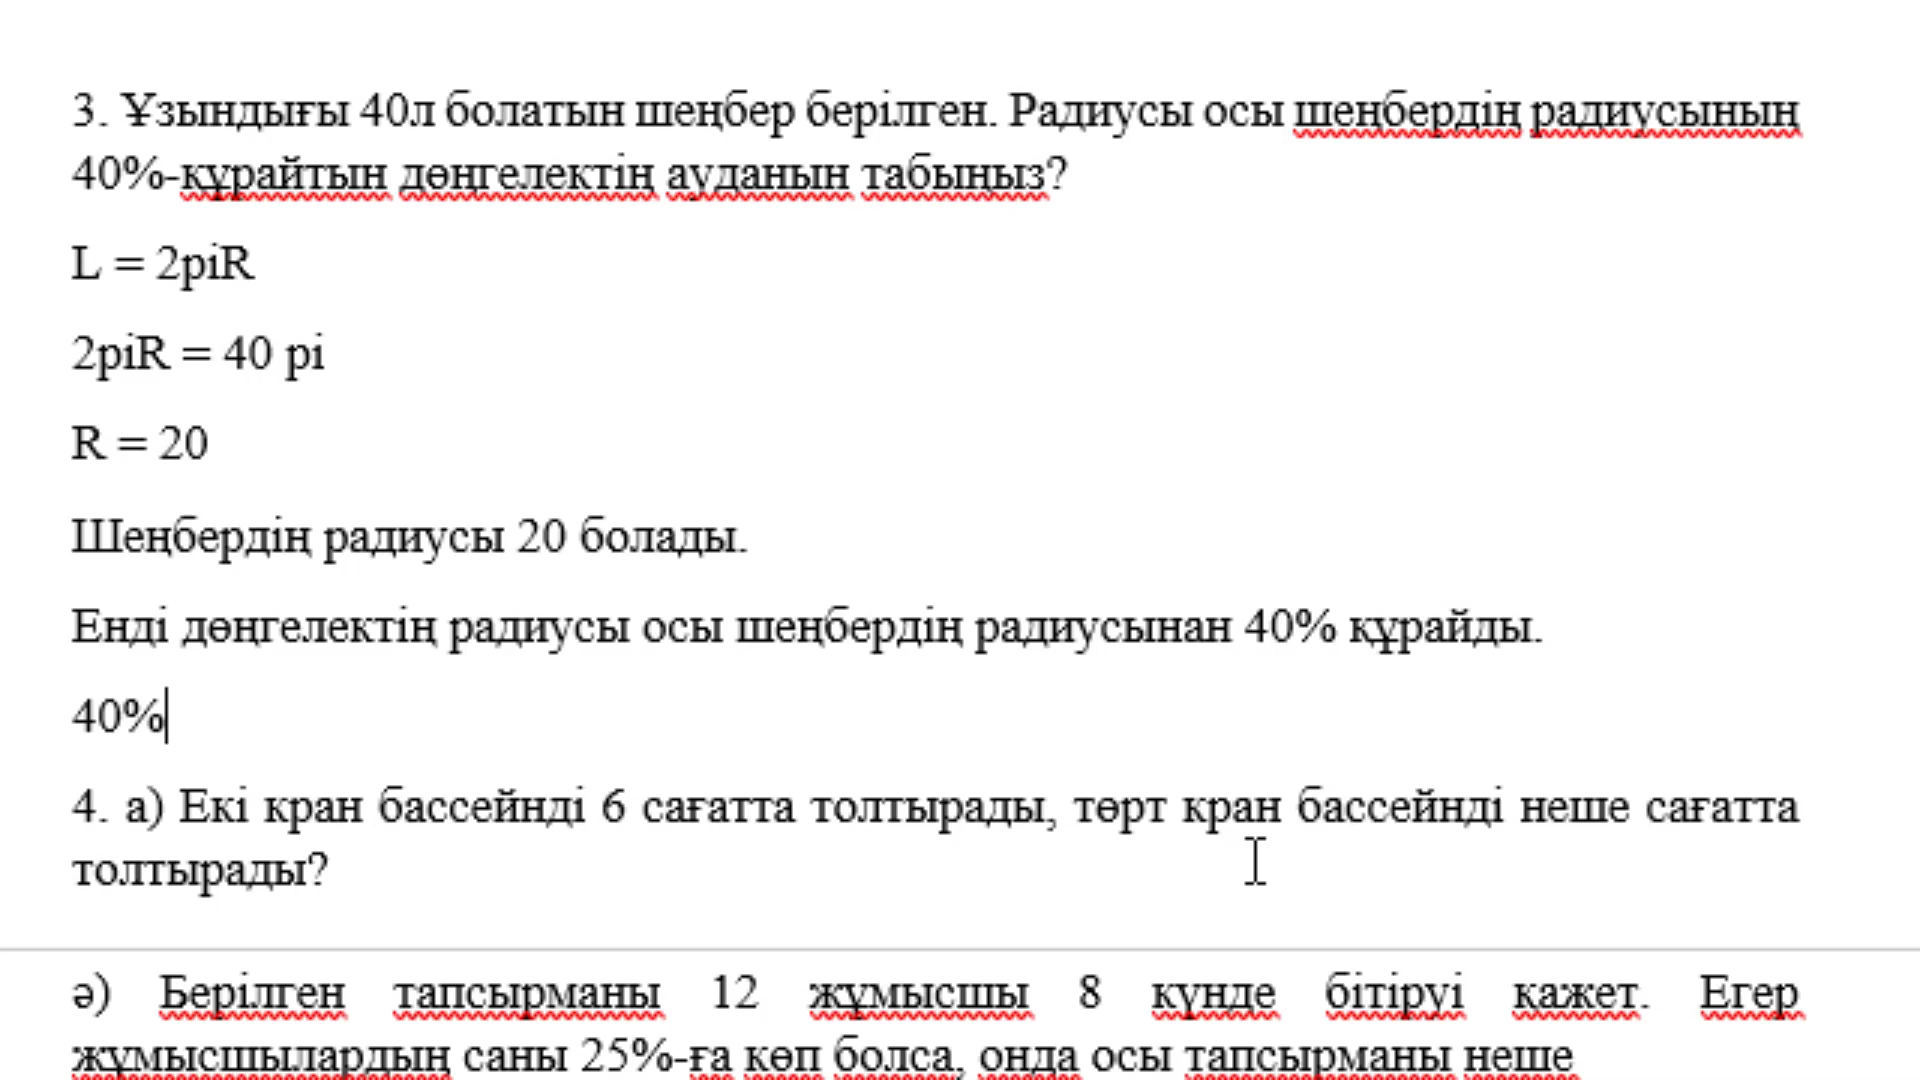 3. Ұзындығы 40л болатын шеңбер берілген. Радиусы осы шеңбердің радиусының
40%-құрайтын дөңгелектің ауданын табыңыз?
L = 2piR
2piR = 40 pi
R = 20
Шеңбердің радиусы 20 болады.
Енді дөңгелектің радиусы осы шеңбердің радиусынан 40% құрайды.
40%
4. а) Екі кран бассейнді 6 сағатта толтырады, төрт кран бассейнді неше сағатта
толтырады?
ә) Берілген тапсырманы 12 жұмысшы 8 күнде бітіруі қажет. Егер
жұмысшылардың саны 25%-ға көп болса, онда осы тапсырманы неше